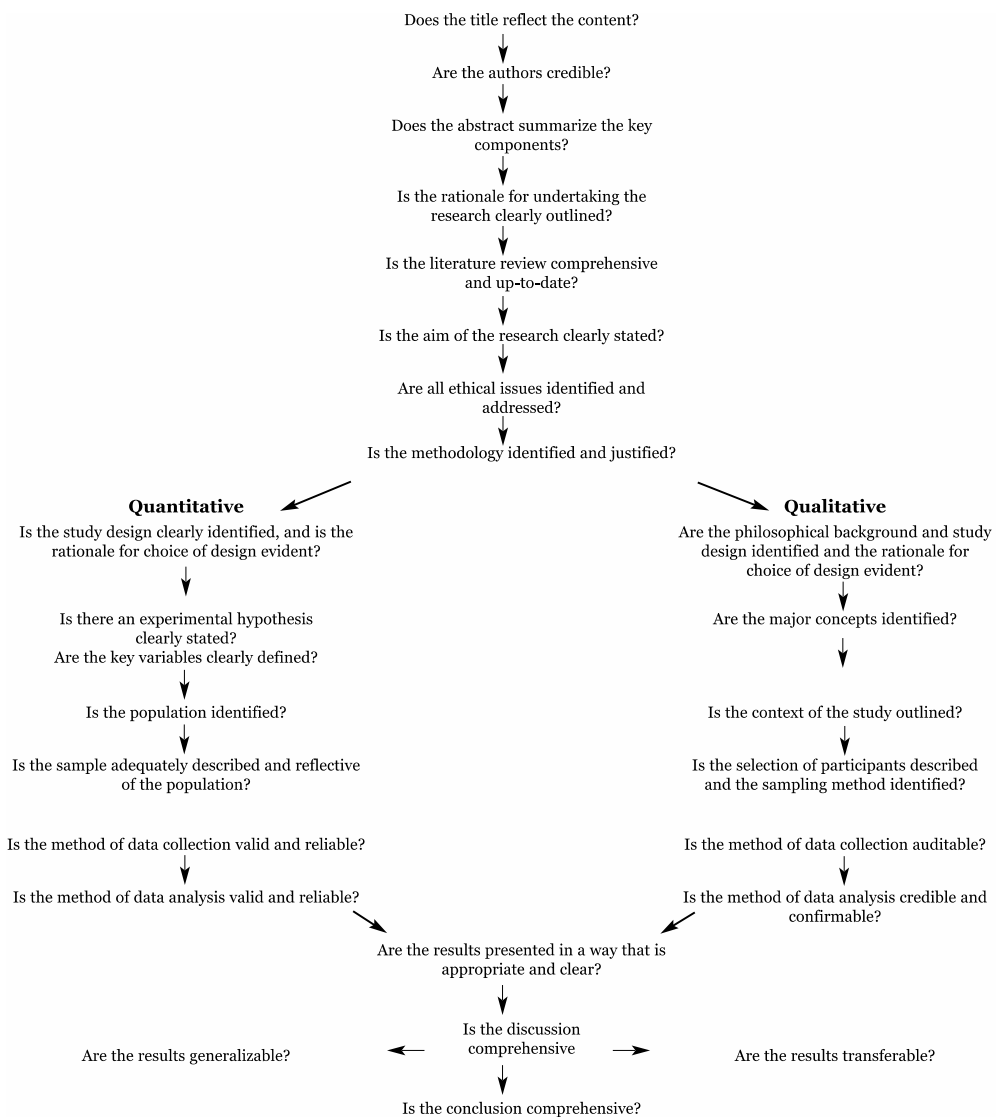 Does the title reflect the content?
Are the authors credible?
Does the abstract summarize the key
components?
Is the rationale for undertaking the
research clearly outlined?
Is the literature review comprehensive
and up-to-date?
Is the aim of the research clearly stated?
Are all ethical issues identified and
addressed?
Is the methodology identified and justified?
Quantitative
Is the study design clearly identified, and is the
rationale for choice of design evident?
Is there an experimental hypothesis
clearly stated?
Are the key variables clearly defined?
Is the population identified?
Is the sample adequately described and reflective
of the population?
Is the method of data collection valid and reliable?
Is the method of data analysis valid and reliable?
Qualitative
Are the philosophical background and study
design identified and the rationale for
choice of design evident?
Are the major concepts identified?
Is the context of the study outlined?
Is the selection of participants described
and the sampling method identified?
Is the method of data collection auditable?
Is the method of data analysis credible and
confirmable?
Are the results presented in a way that is
appropriate and clear?
Is the discussion
comprehensive
Are the results generalizable?
Are the results transferable?
Is the conclusion comprehensive?